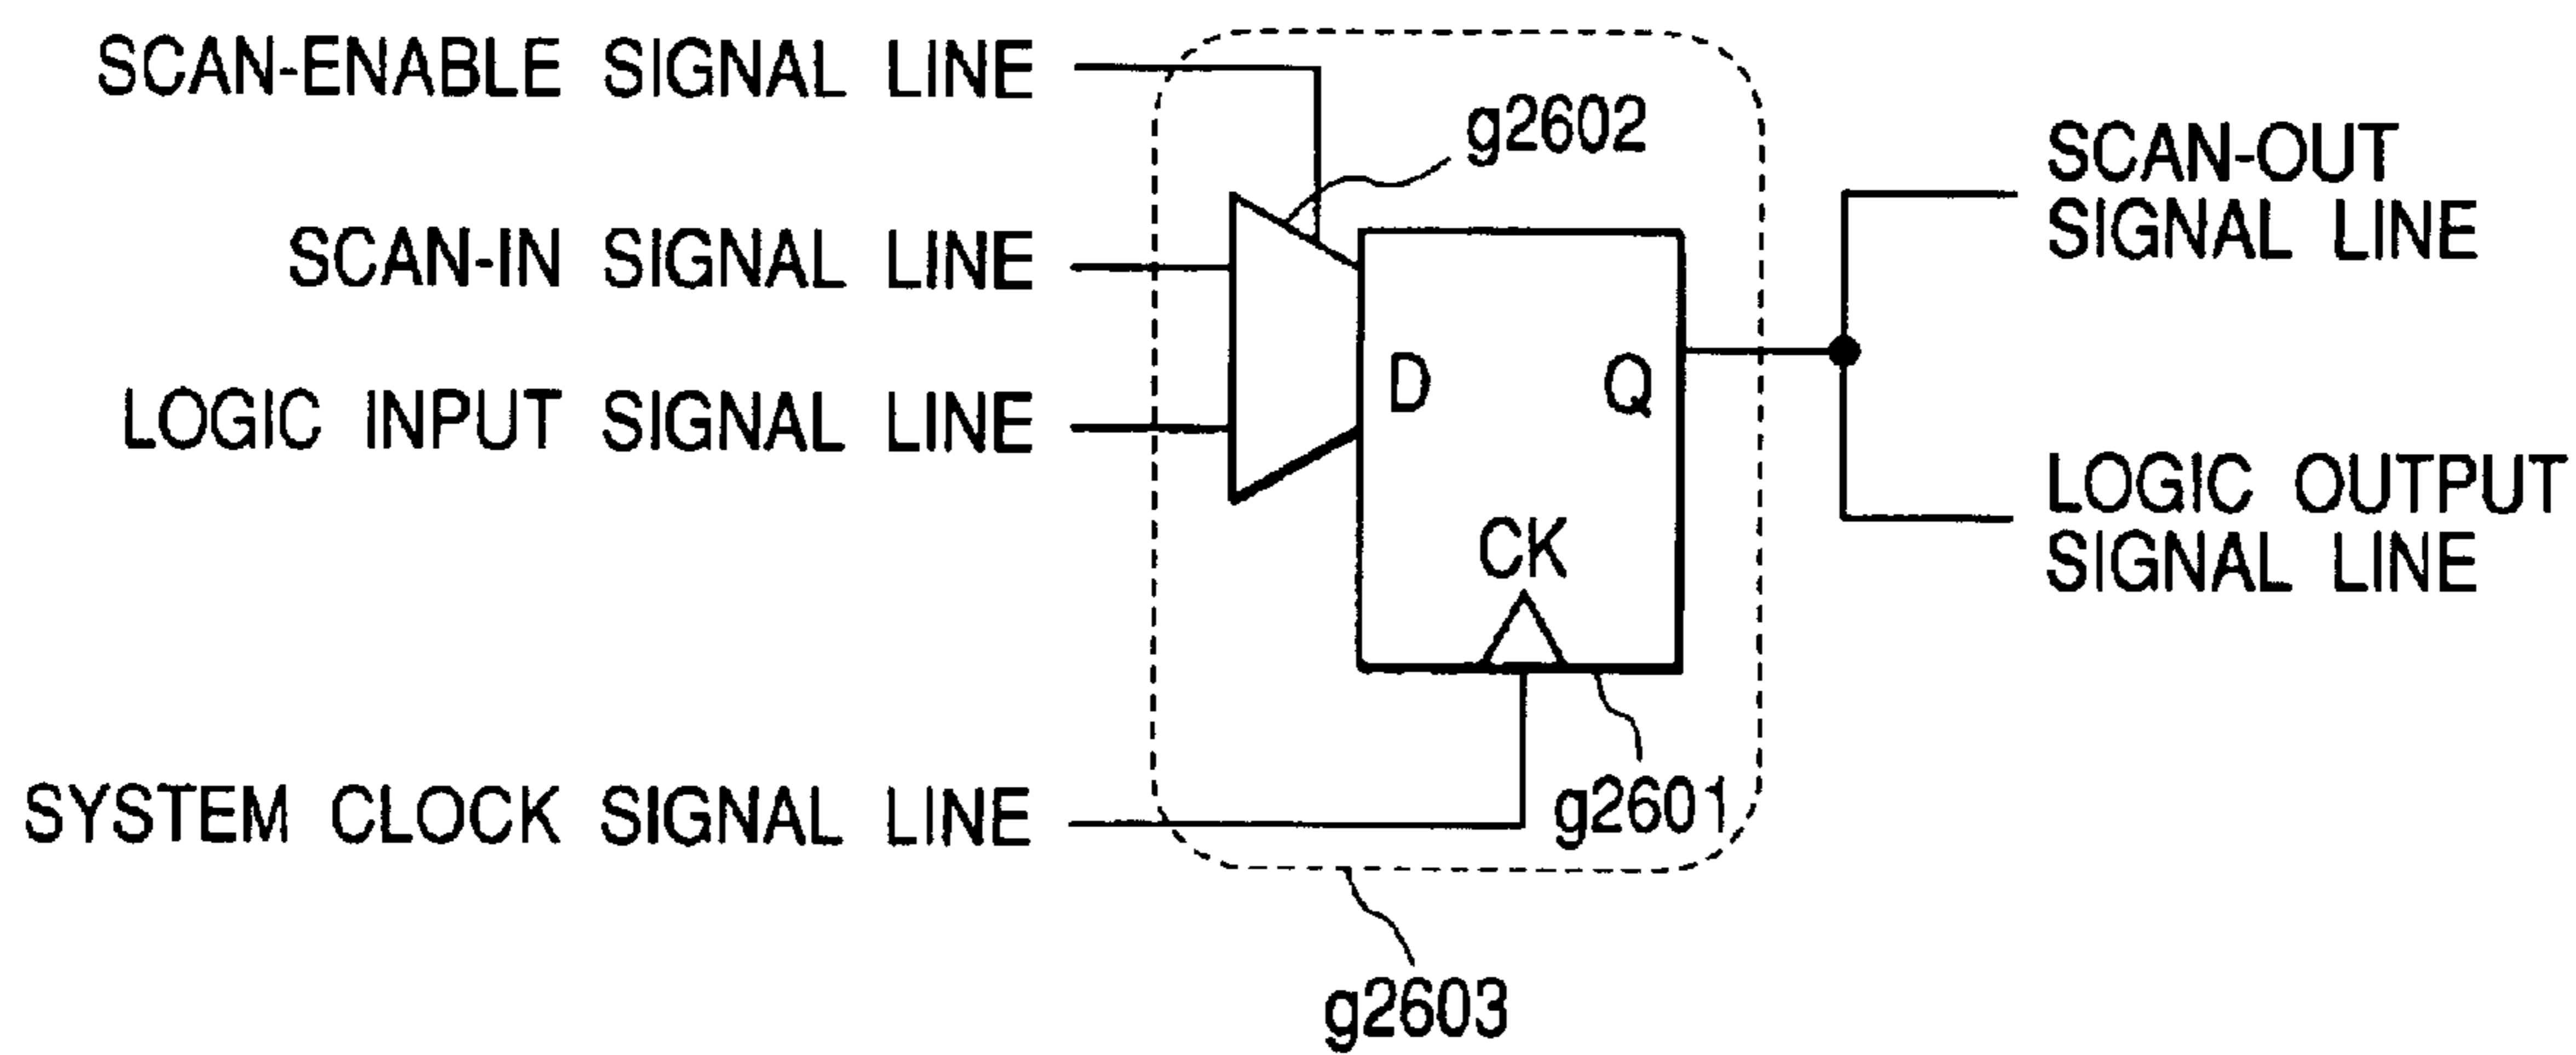 SCAN-ENABLE SIGNAL LINE
g2602
SCAN-OUT
SIGNAL LINE
SCAN-IN SIGNAL LINE
LOGIC INPUT SIGNAL LINE
D
Q
LOGIC OUTPUT
SIGNAL LINE
CK
SYSTEM CLOCK SIGNAL LINE
g2601
g2603